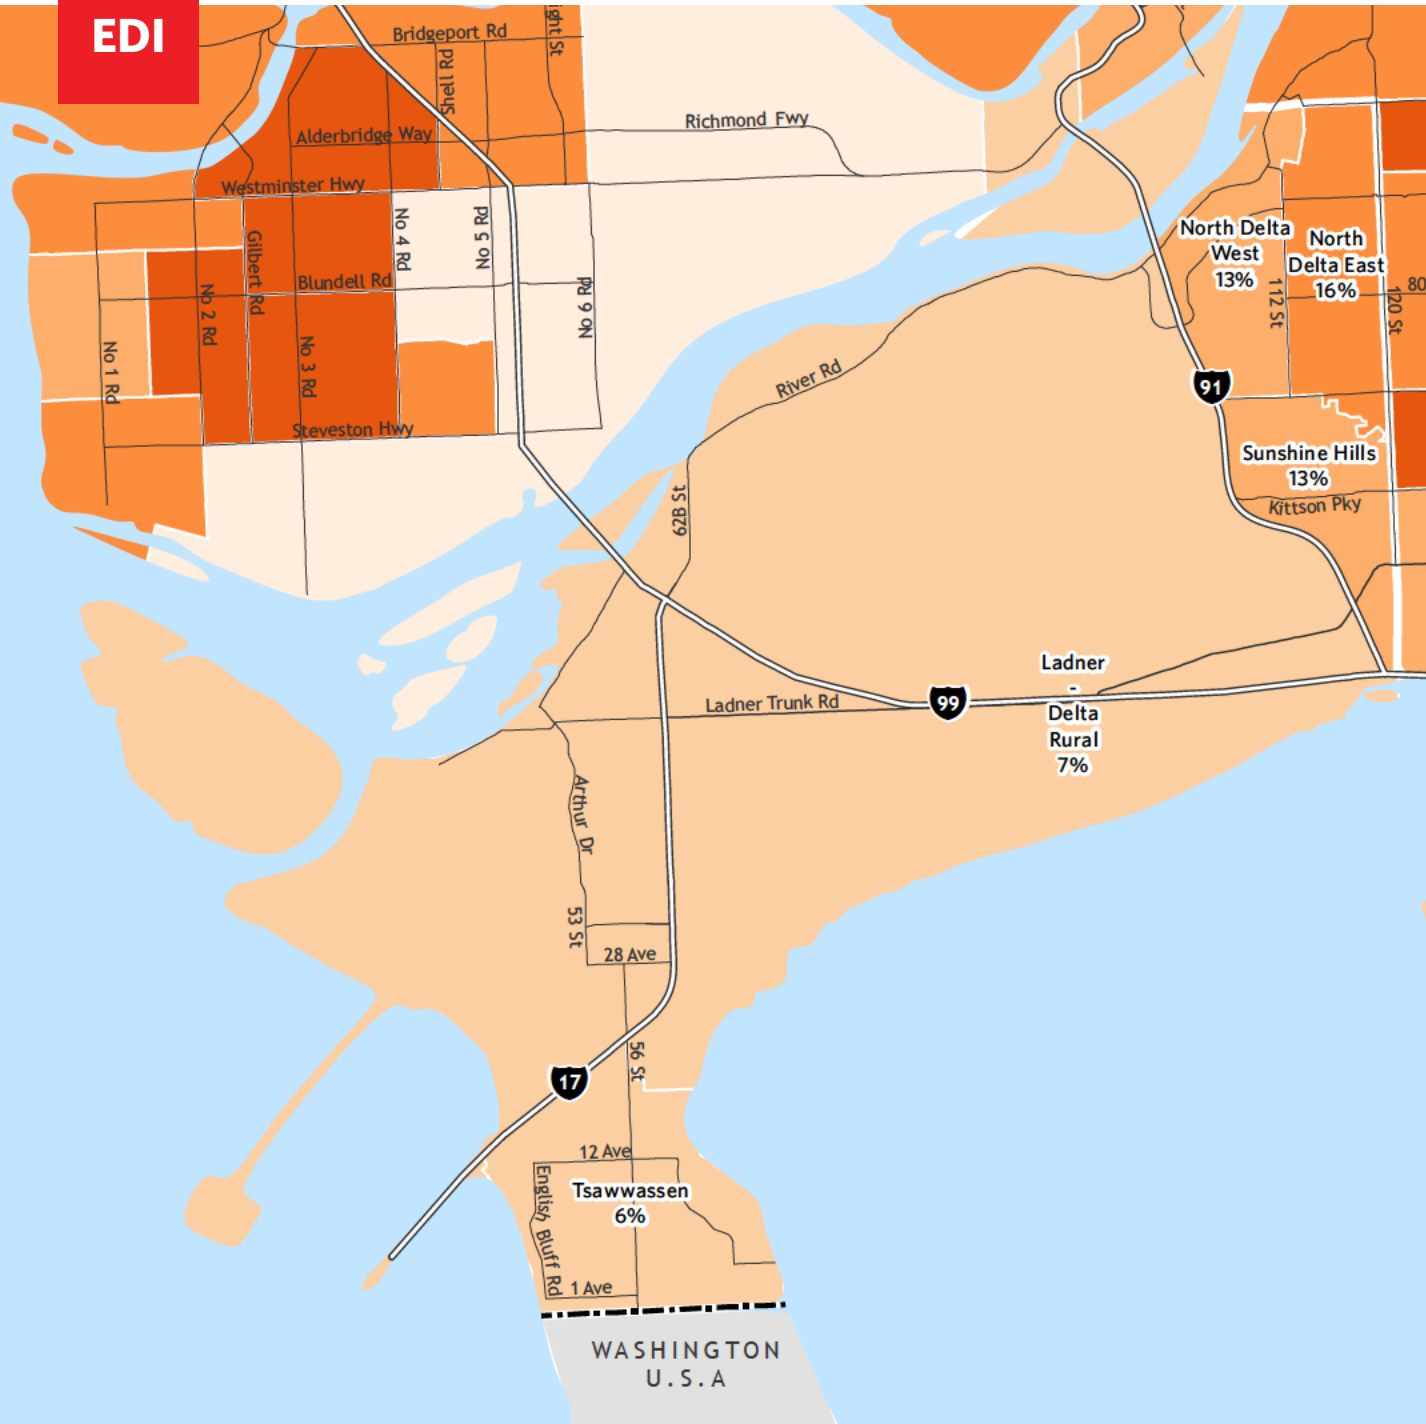 EDI
Bridgeport Rd
ight St
Shell Rd
Alderbridge Way
Richmond Fwy
Westminster Hwy
No 4 Rd
No 5 Rd
Gilbert Rd
Blundell Rd
No 2 Rd
No 6 Rd
No 1 Rd
No 3 Rd
Steveston Hwy
North Delta
West
13%
North
Delta East
16%
112 St
120 St
80
River Rd
91
Sunshine Hills
13%
Kittson Pky
62B St
Ladner
-
Delta
Rural
7%
Ladner Trunk Rd
99
Arthur Dr
53 St
28 Ave
56 St
17
12 Ave
English Bluff Rd
Tsawwassen
6%
1 Ave
WASHINGTON
U.S.A